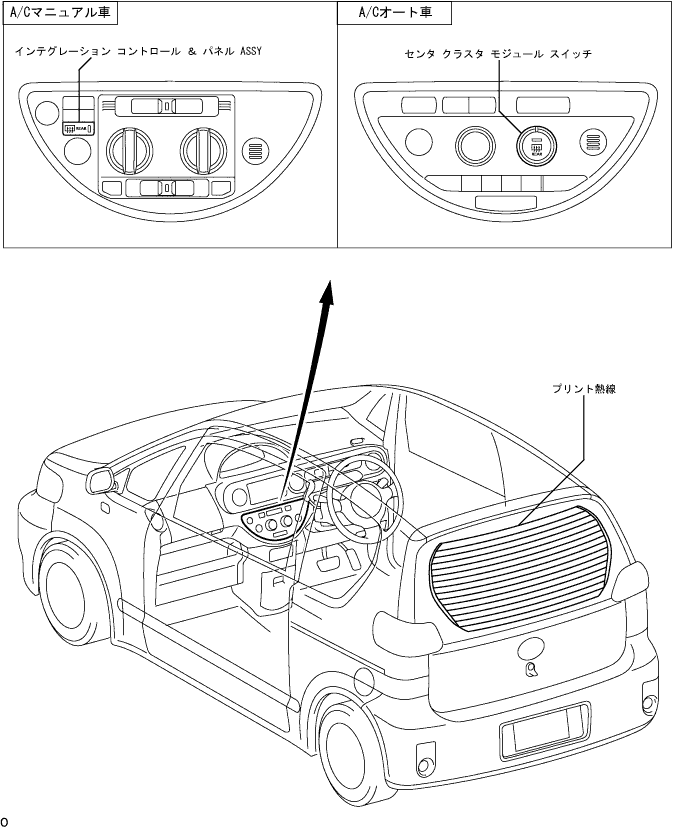 A/Cマニュアル車
A/Cオート車
インテグレーション コントロール & パネル ASSY
センタ クラスタ モジュール スイッチ
REAR
REAR
プリント熱線
O